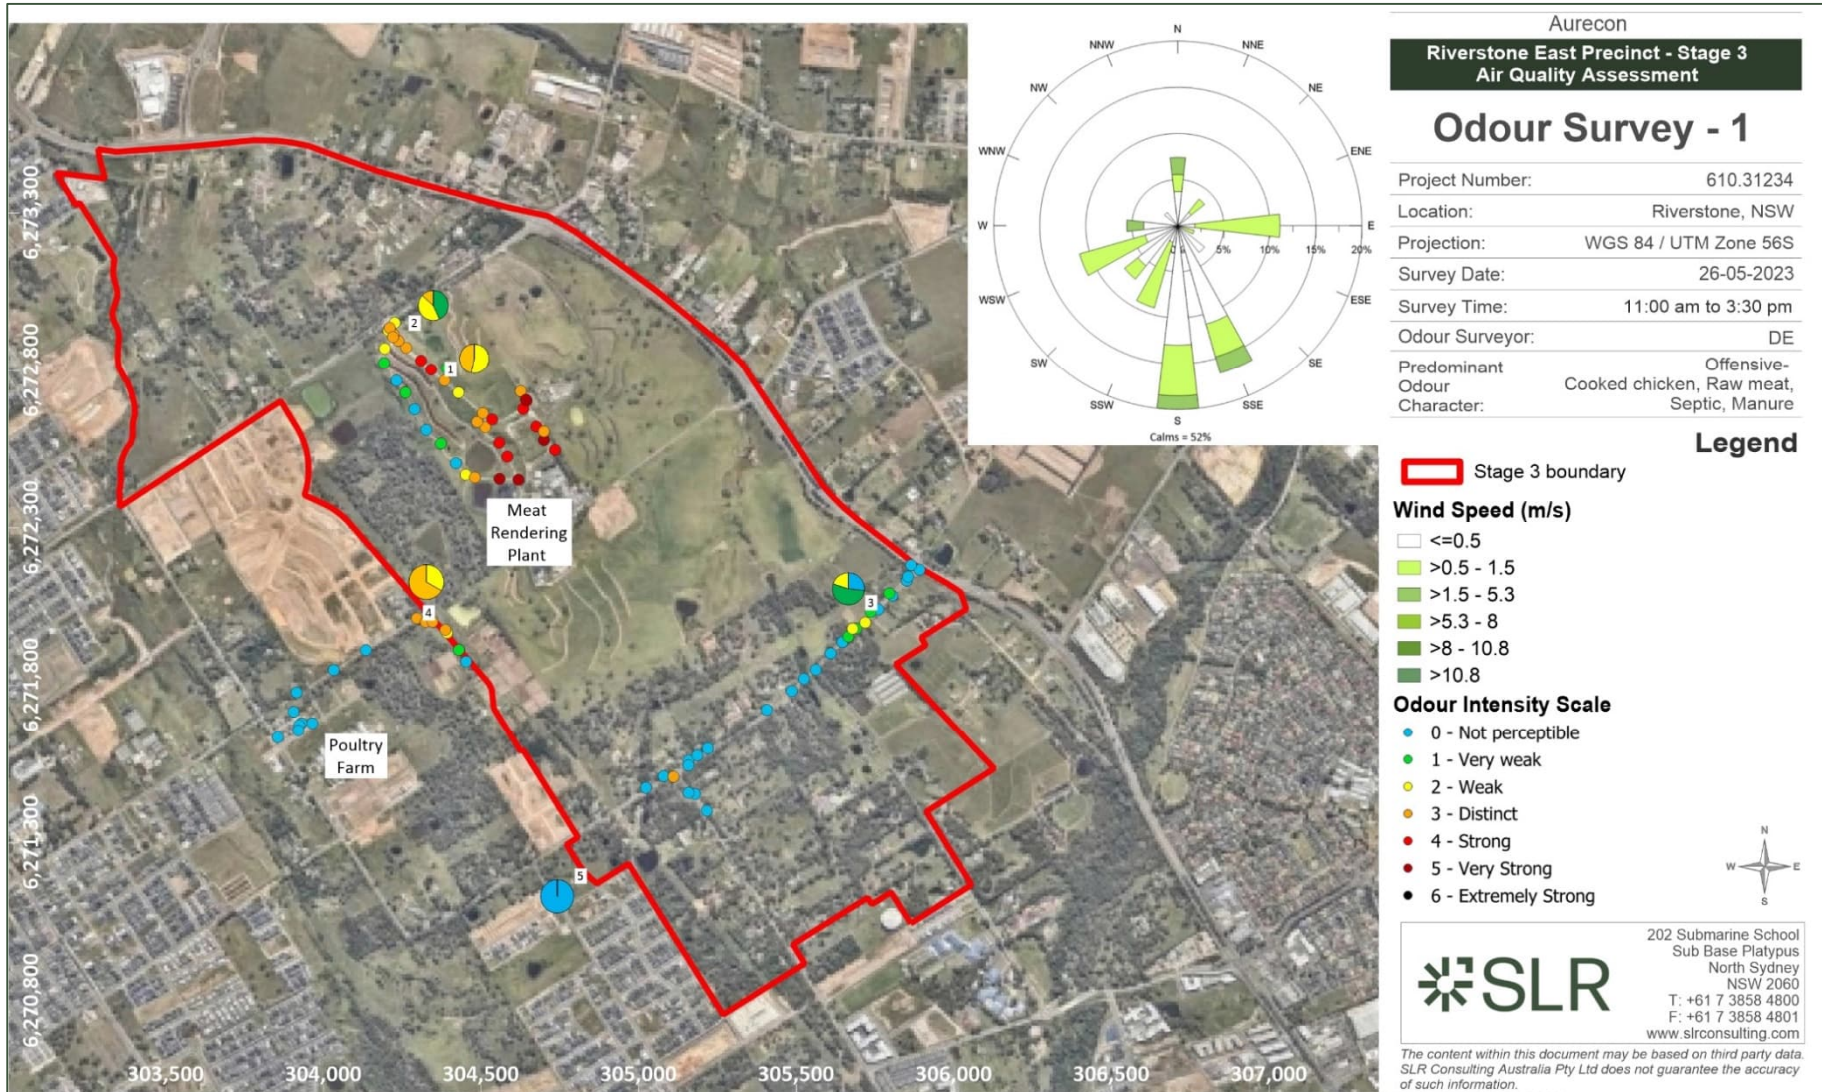 Aurecon
Riverstone East Precinct - Stage 3
Air Quality Assessment
Odour Survey - 1
Project Number: 610.31234
Location: Riverstone, NSW
Projection: WGS 84 / UTM Zone 56S
Survey Date: 26-05-2023
Survey Time: 11:00 am to 3:30 pm
Odour Surveyor: DE
Predominant Odour Character:
Offensive-
Cooked chicken, Raw meat,
Septic, Manure
Legend
Stage 3 boundary
Wind Speed (m/s)
<=0.5
>0.5 - 1.5
>1.5 - 5.3
>5.3 - 8
>8 - 10.8
>10.8
Odour Intensity Scale
0 - Not perceptible
1 - Very weak
2 - Weak
3 - Distinct
4 - Strong
5 - Very Strong
6 - Extremely Strong
N
W
E
S
SLR
202 Submarine School
Sub Base Platypus
North Sydney
NSW 2060
T: +61 7 3858 4800
F: +61 7 3858 4801
www.slrconsulting.com
The content within this document may be based on third party data.
SLR Consulting Australia Pty Ltd does not guarantee the accuracy
of such information.
N
NNW
NNE
NW
NE
WNW
ENE
W
E
5%
10%
15%
20%
WSW
ESE
SW
SE
SSW
SSE
S
Calms = 52%
2
1
Meat
Rendering
Plant
4
3
Poultry
Farm
5
6,273,300
6,272,800
6,272,300
6,271,800
6,271,300
6,270,800
303,500
304,000
304,500
305,000
305,500
306,000
306,500
307,000